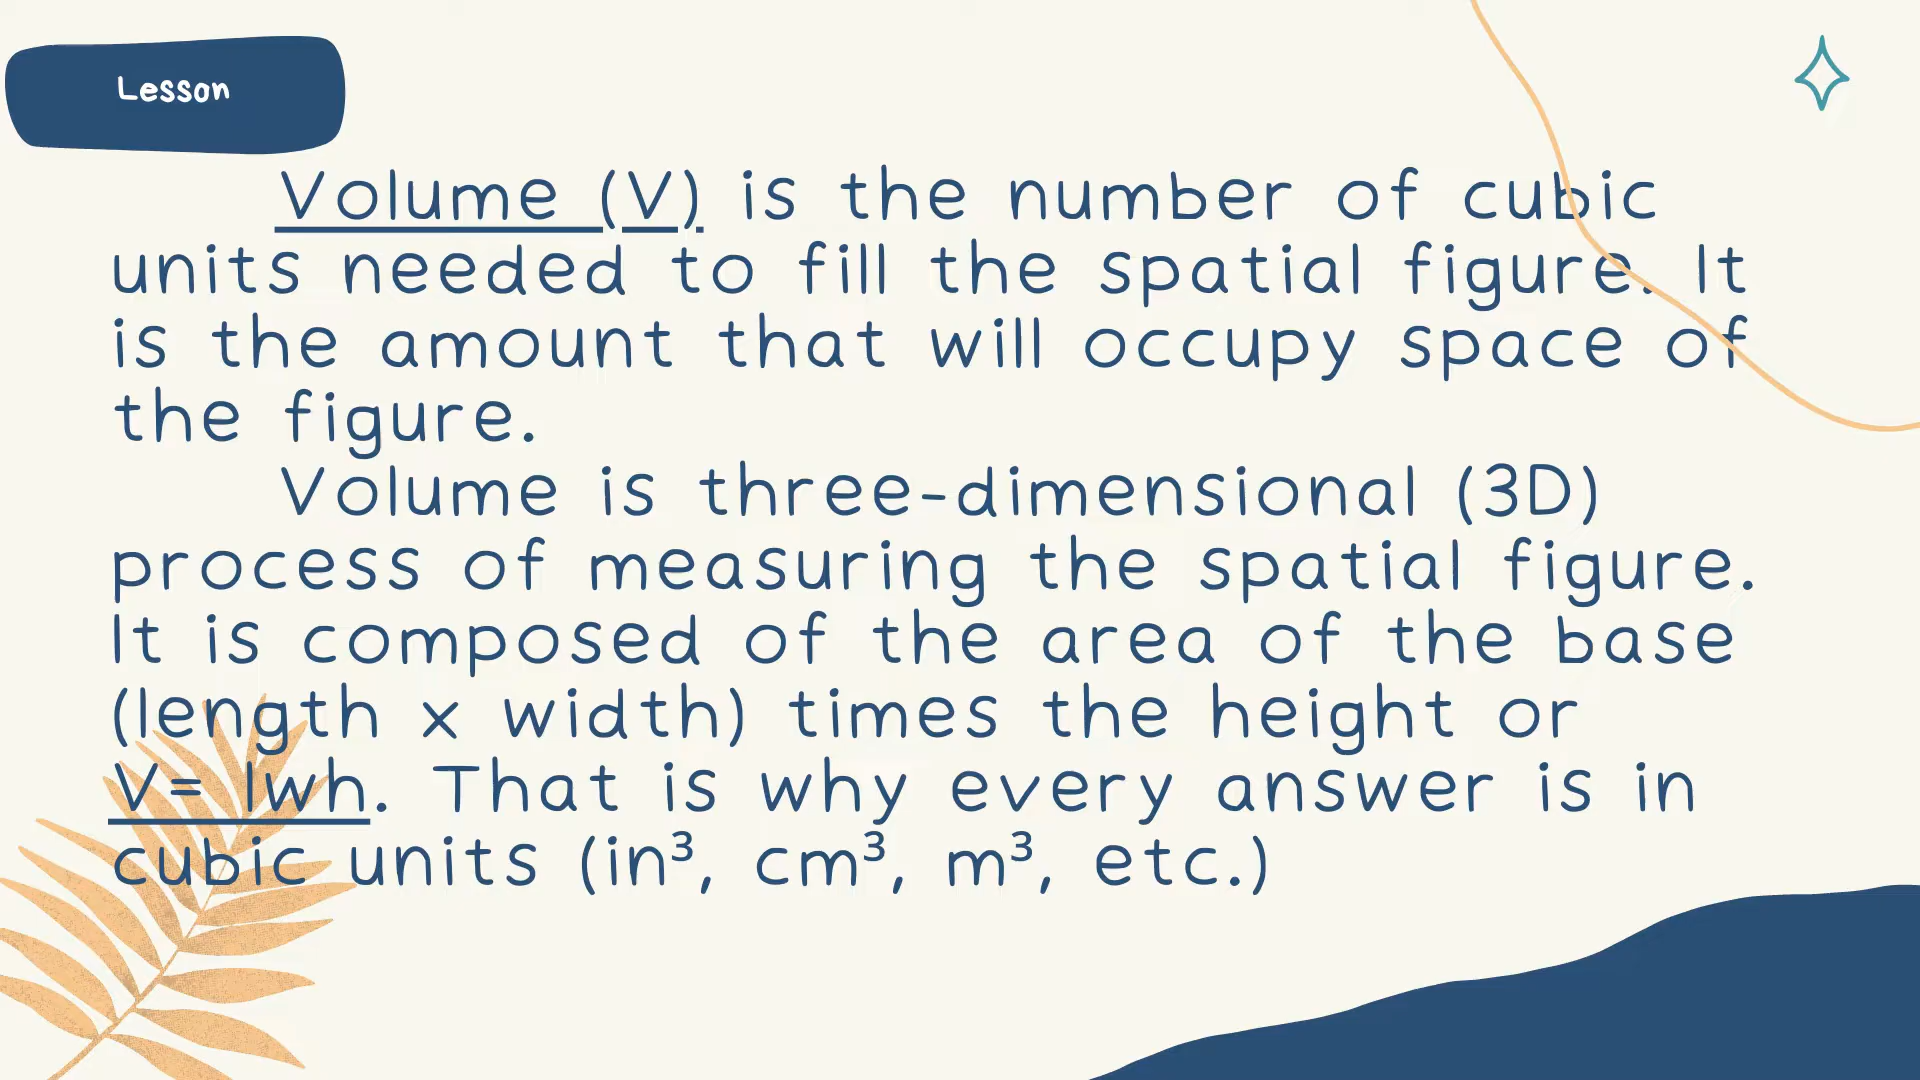 Lesson
Volume (V) is the number of cubic
units needed to fill the spatial figure. It
is the amount that will occupy space of
the figure.
Volume is three-dimensional (3D)
process of measuring the spatial figure.
It is composed of the area of the base
(length x width) times the height or
V= lwh. That is why every answer is in
cubic units (in³, cm³, m³, etc.)